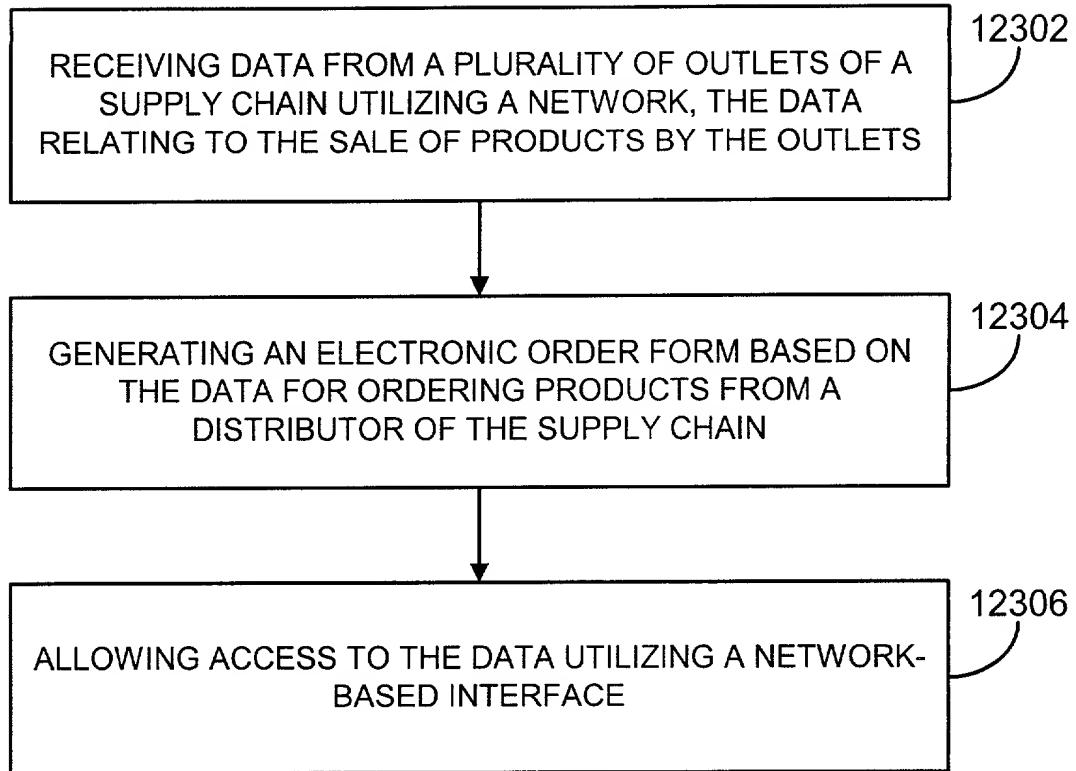 12302
RECEIVING DATA FROM A PLURALITY OF OUTLETS OF A
SUPPLY CHAIN UTILIZING A NETWORK, THE DATA
RELATING TO THE SALE OF PRODUCTS BY THE OUTLETS
12304
GENERATING AN ELECTRONIC ORDER FORM BASED ON
THE DATA FOR ORDERING PRODUCTS FROM A
DISTRIBUTOR OF THE SUPPLY CHAIN
12306
ALLOWING ACCESS TO THE DATA UTILIZING A NETWORK-
BASED INTERFACE